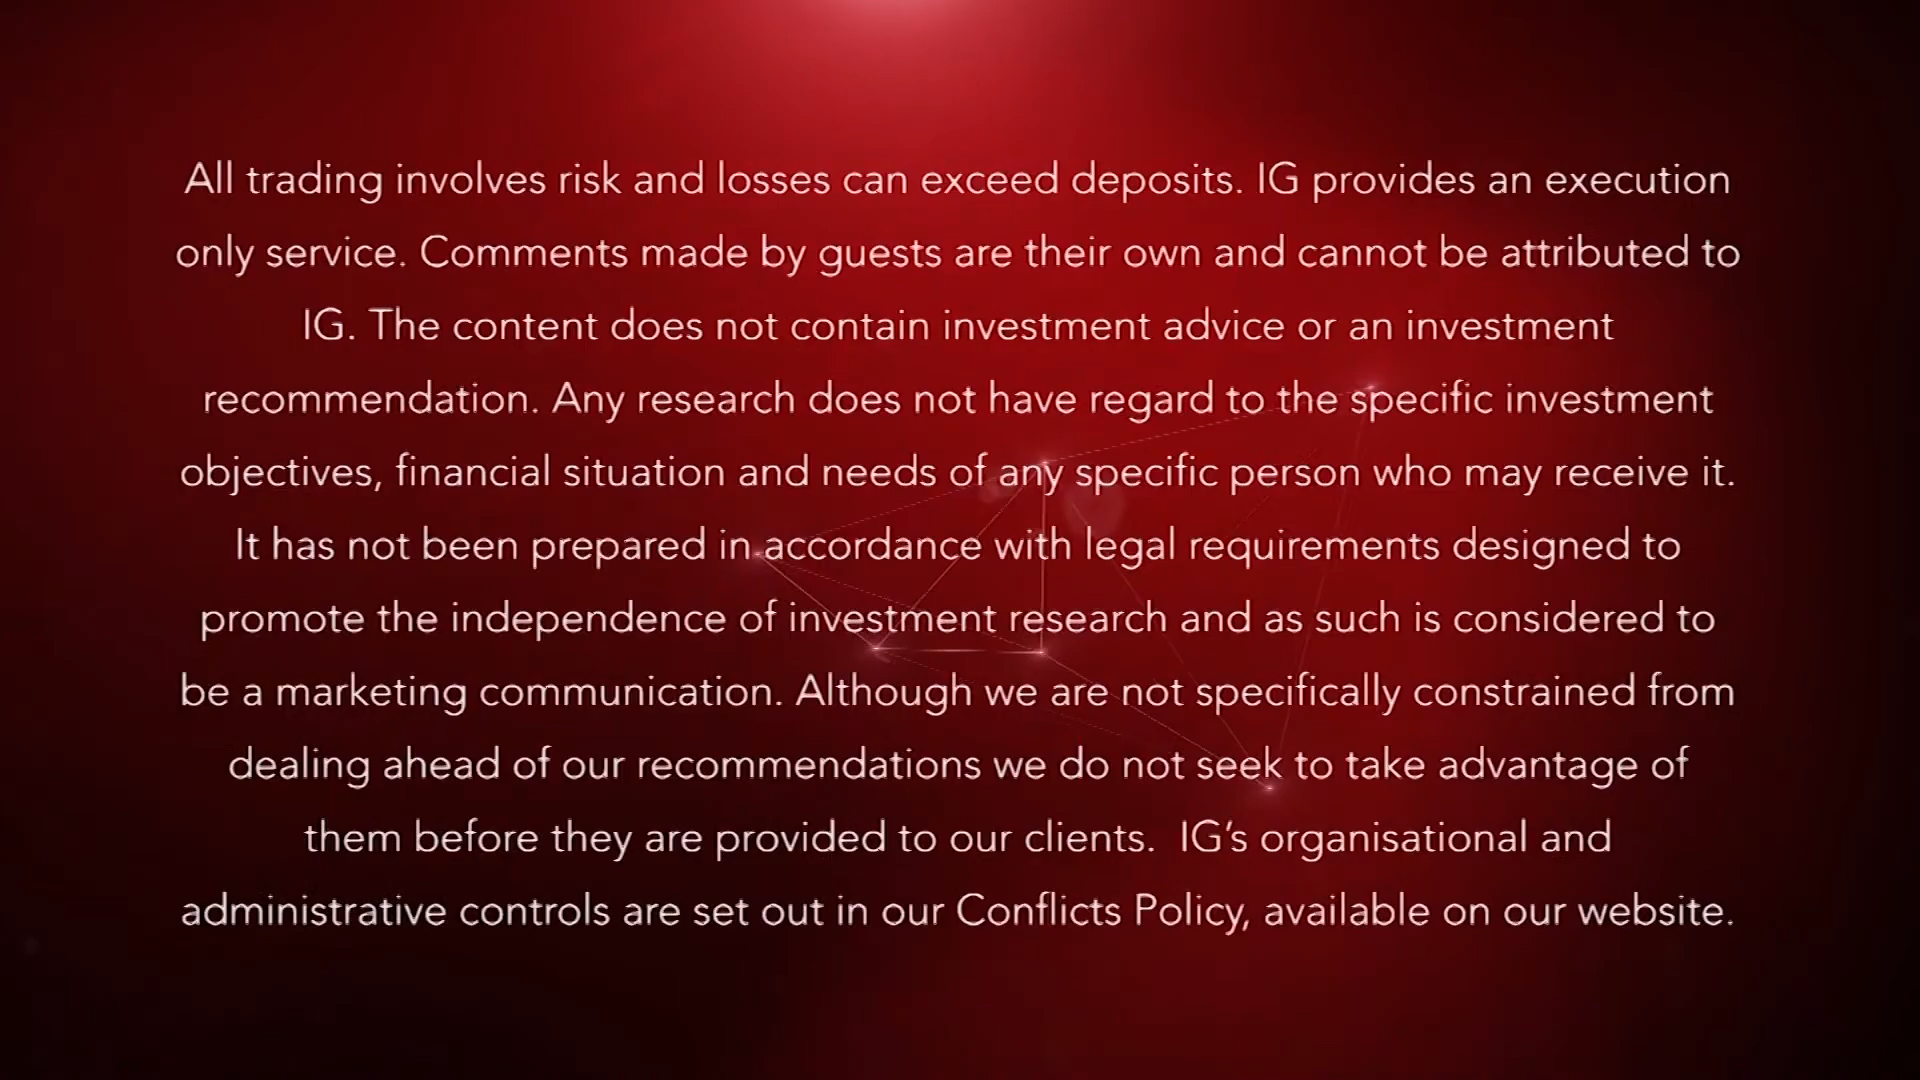 All trading involves risk and losses can exceed deposits. IG provides an execution
only service. Comments made by guests are their own and cannot be attributed to
IG. The content does not contain investment advice or an investment
recommendation. Any research does not have regard to the specific investment
objectives, financial situation and needs of any specific person who may receive it.
It has not been prepared in accordance with legal requirements designed to
promote the independence of investment research and as such is considered to
be a marketing communication. Although we are not specifically constrained from
dealing ahead of our recommendations we do not seek to take advantage of
them before they are provided to our clients.  IG’s organisational and
administrative controls are set out in our Conflicts Policy, available on our website.